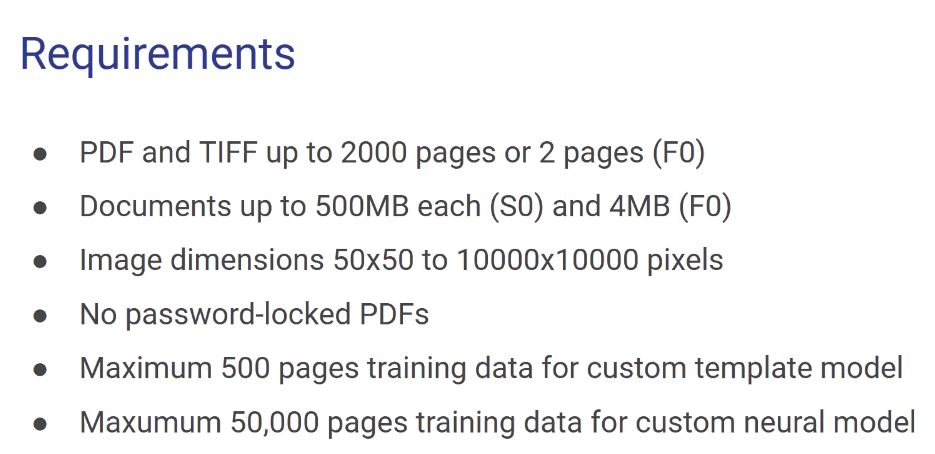 Requirements
● PDF and TIFF up to 2000 pages or 2 pages (F0)
● Documents up to 500MB each (S0) and 4MB (F0)
● Image dimensions 50x50 to 10000x10000 pixels
● No password-locked PDFs
● Maximum 500 pages training data for custom template model
● Maxumum 50,000 pages training data for custom neural model